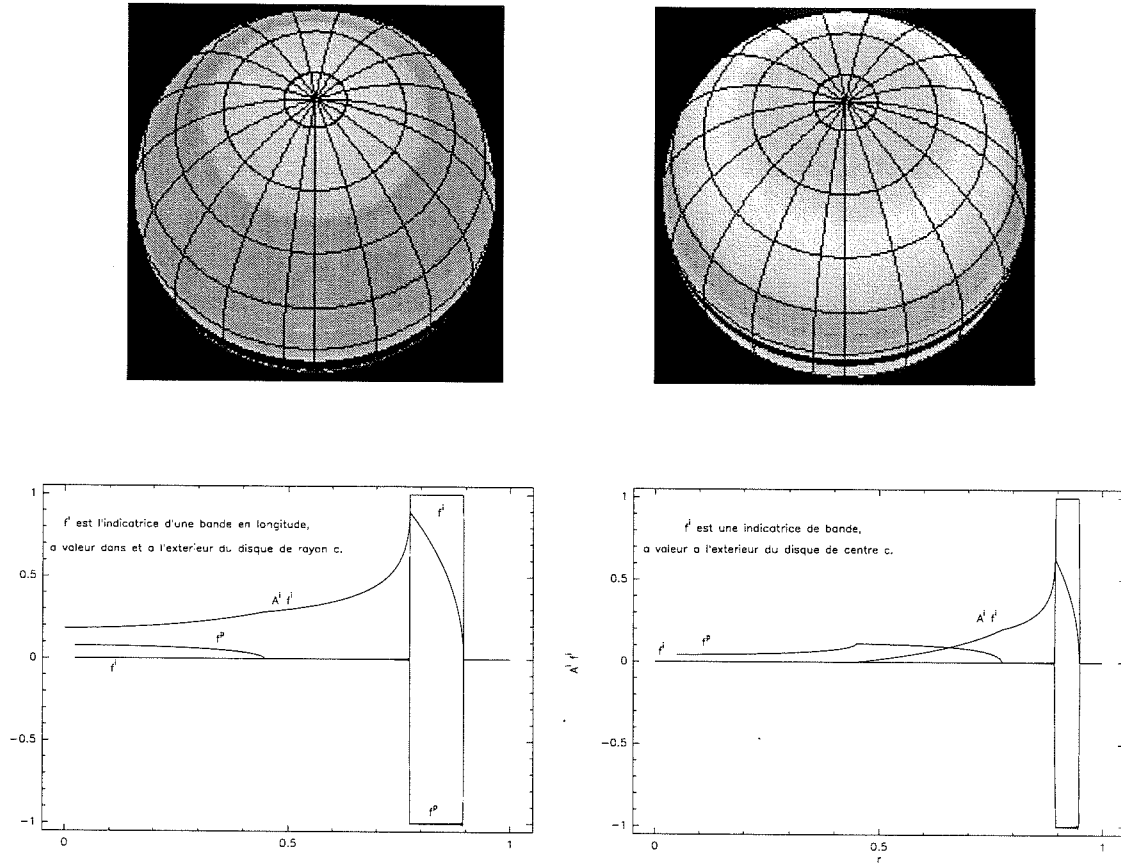 1
0.5
0
−0.5
−1
0
0.5
1
f^i est l'indicatrice d'une bande en longitude,
a valeur dans et a l'exterieur du disque de rayon c.
f^i
A^i f^i
f^p
f^i
f^p
1
0.5
0
−0.5
−1
0
0.5
1
A^i f^i
r
f^i est une indicatrice de bande,
a valeur a l'exterieur du disque de centre c.
A^i f^i
f^i
f^p